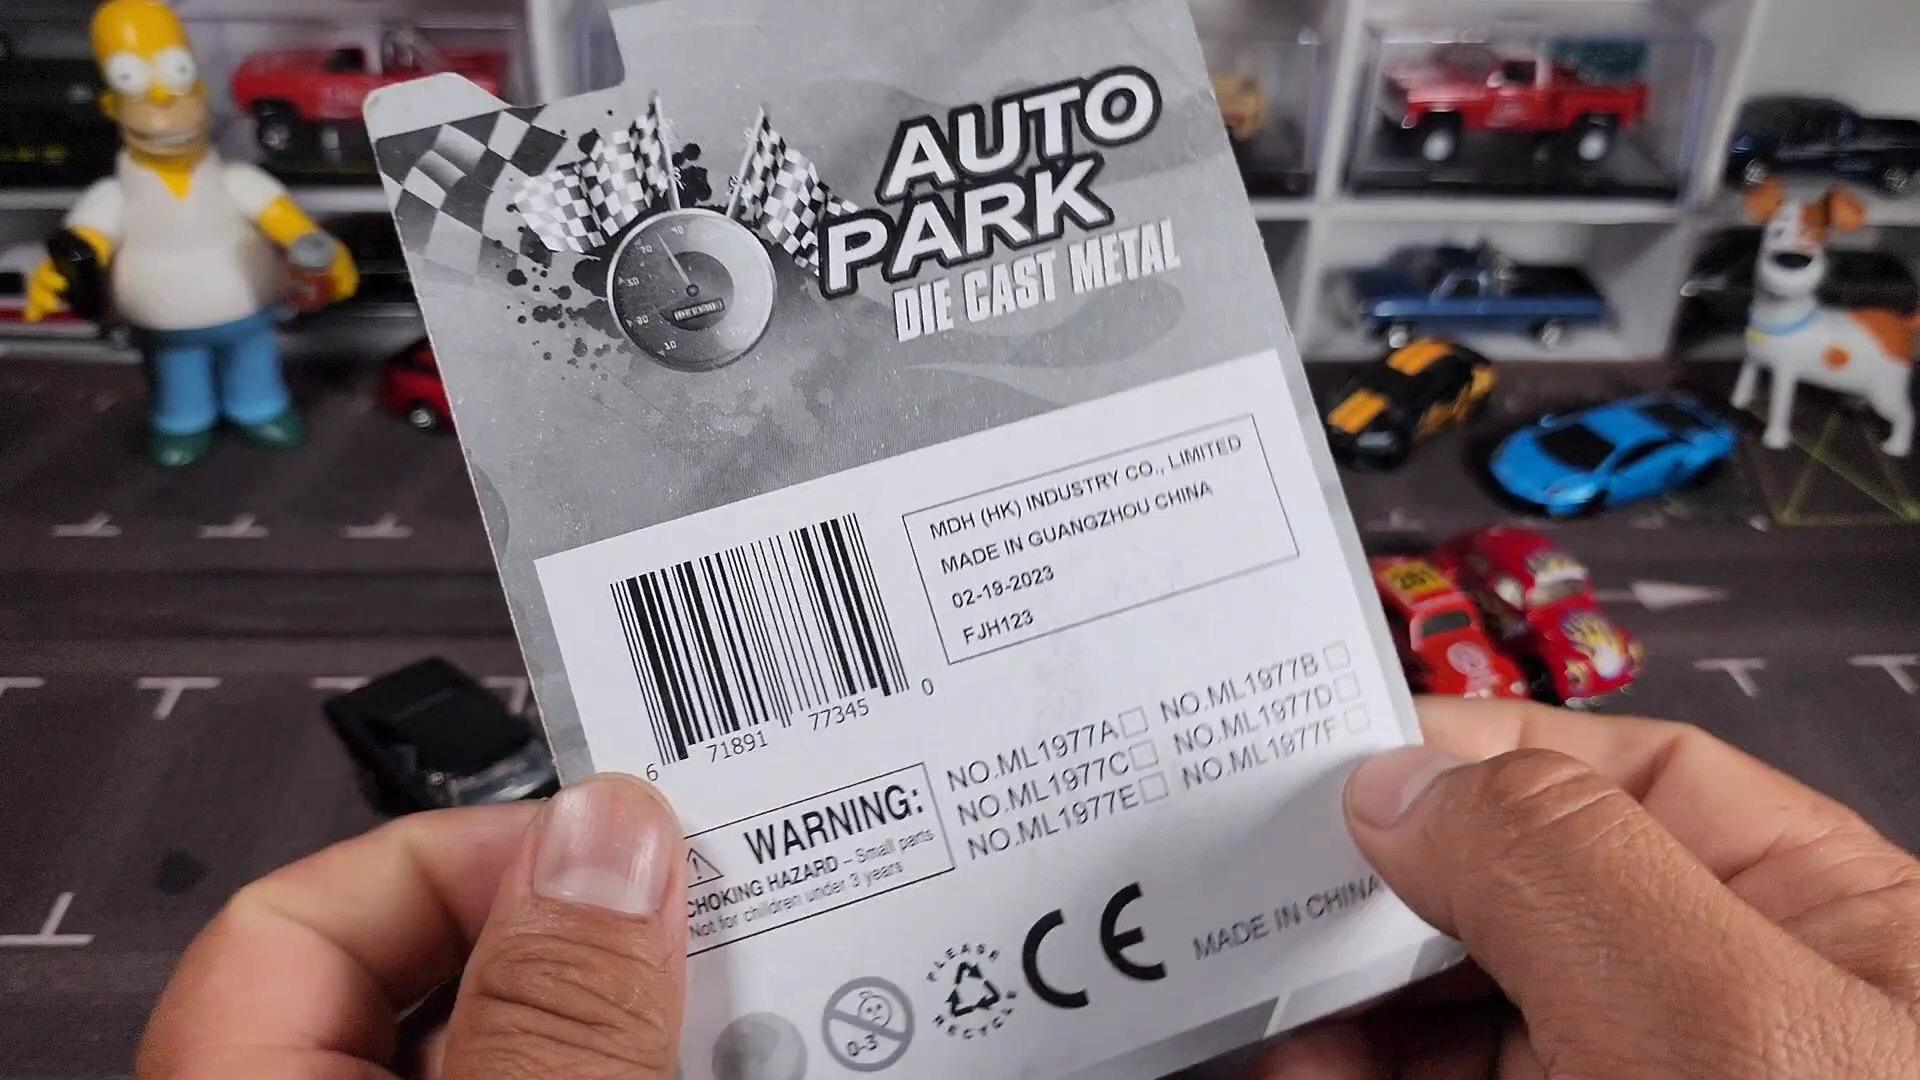 AUTO
PARK
DIE CAST METAL
MDH (HK) INDUSTRY CO., LIMITED
MADE IN GUANGZHOU CHINA
02-19-2023
FJH123
6 71891 77345 0
NO.ML1977A NO.ML1977B
NO.ML1977C NO.ML1977D
NO.ML1977E NO.ML1977F
WARNING:
CHOKING HAZARD – Small parts
Not for children under 3 years
0-3
PLEASE
RECYCLE
CE
MADE IN CHINA